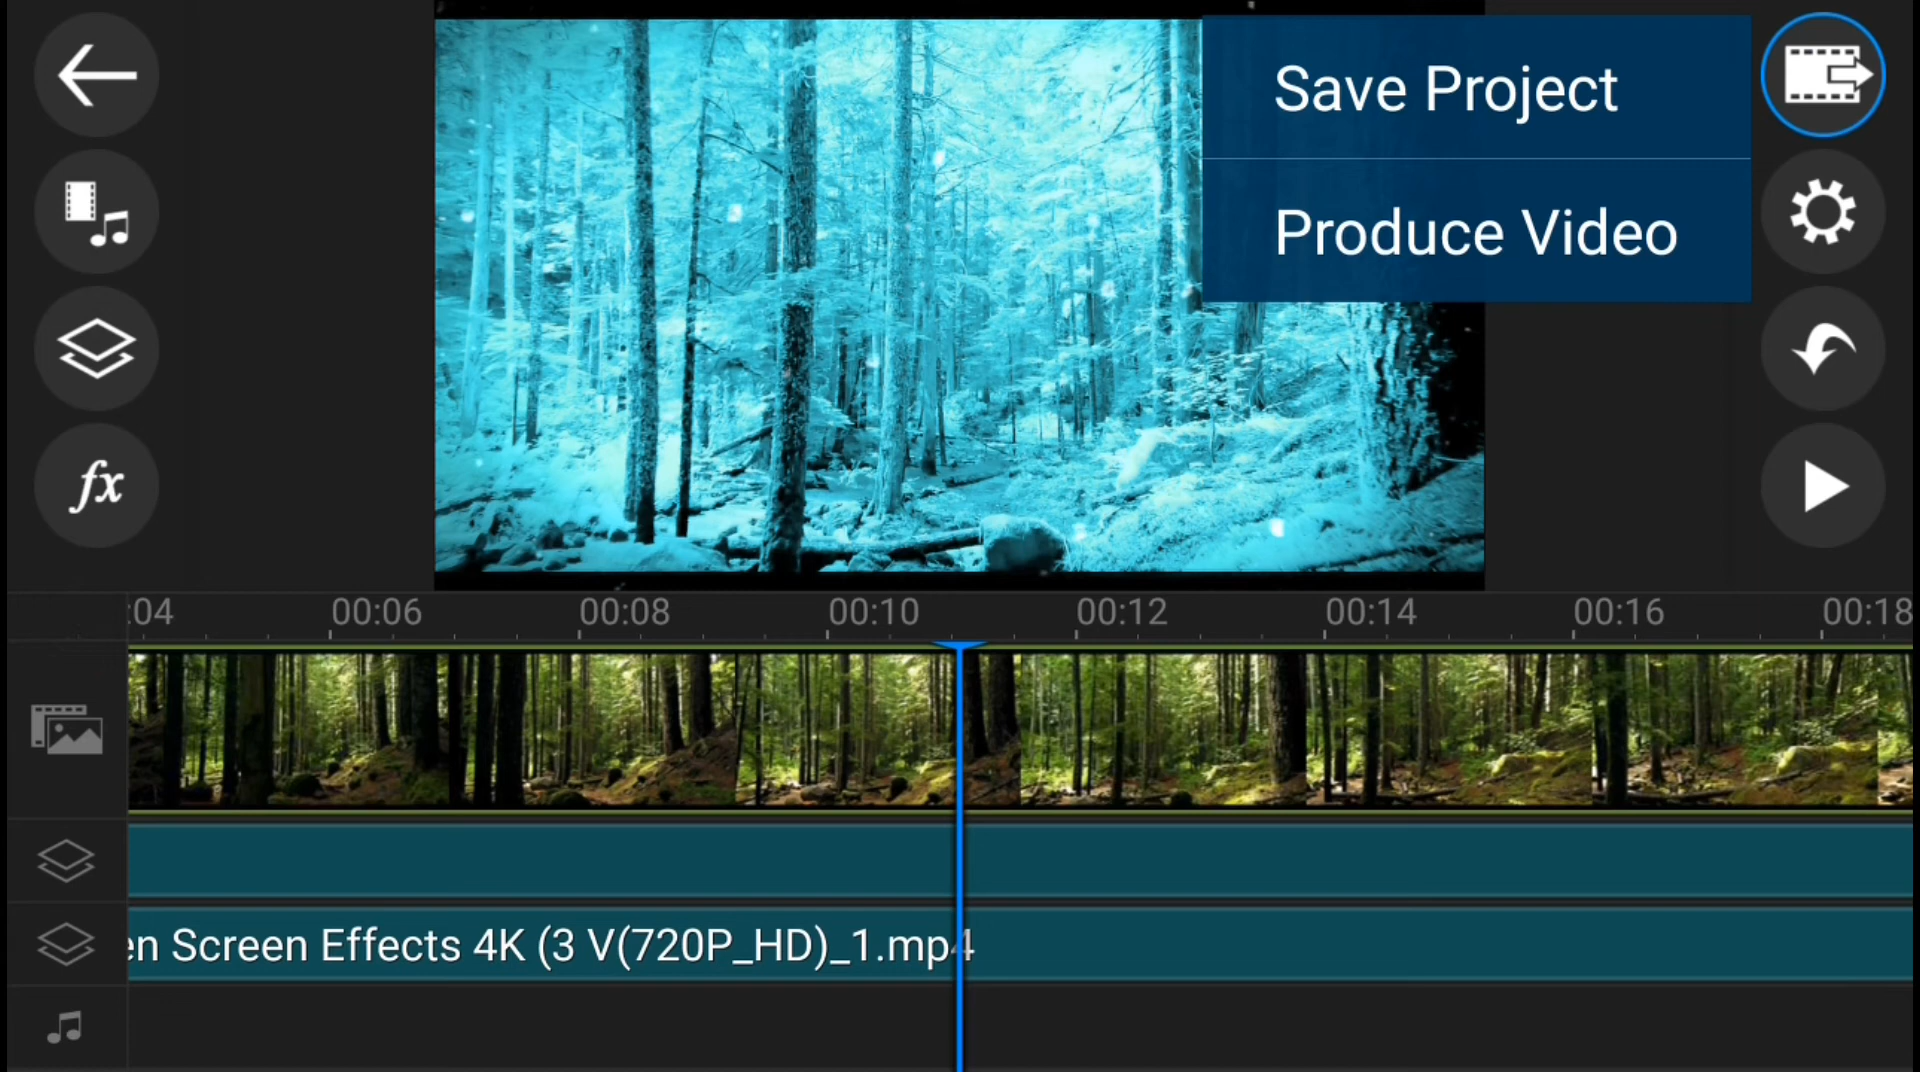 Save Project
Produce Video
fx
:04 00:06 00:08 00:10 00:12 00:14 00:16 00:18
en Screen Effects 4K (3 V(720P_HD)_1.mp4